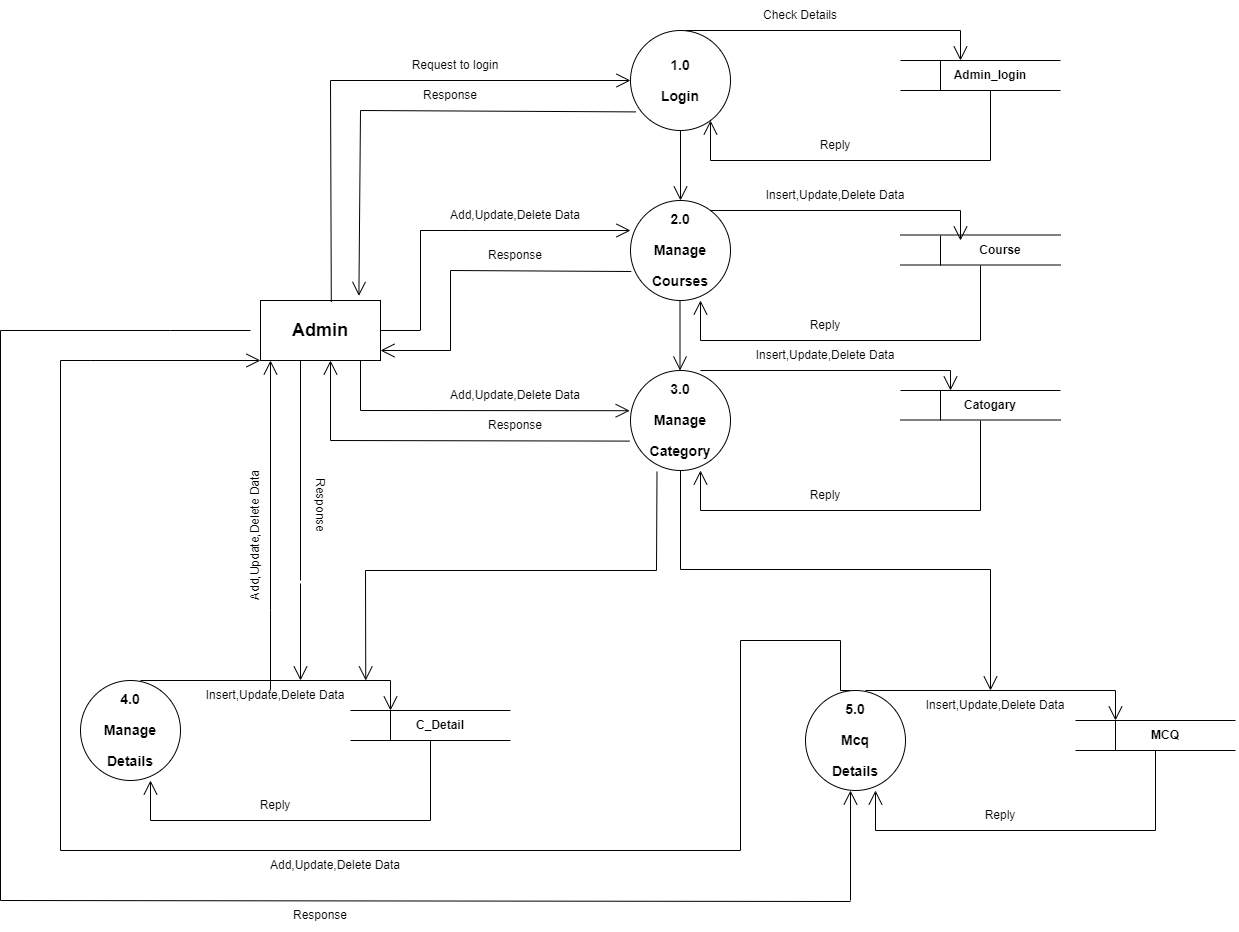 Check Details
1.0
Login
Request to login
Admin_login
Response
Reply
Insert,Update,Delete Data
Add,Update,Delete Data
2.0
Manage
Courses
Course
Response
Admin
Reply
Insert,Update,Delete Data
Add,Update,Delete Data
3.0
Manage
Category
Catogary
Response
Reply
Add,Update,Delete Data
Response
4.0
Manage
Details
Insert,Update,Delete Data
C_Detail
Reply
5.0
Mcq
Details
Insert,Update,Delete Data
MCQ
Reply
Add,Update,Delete Data
Response